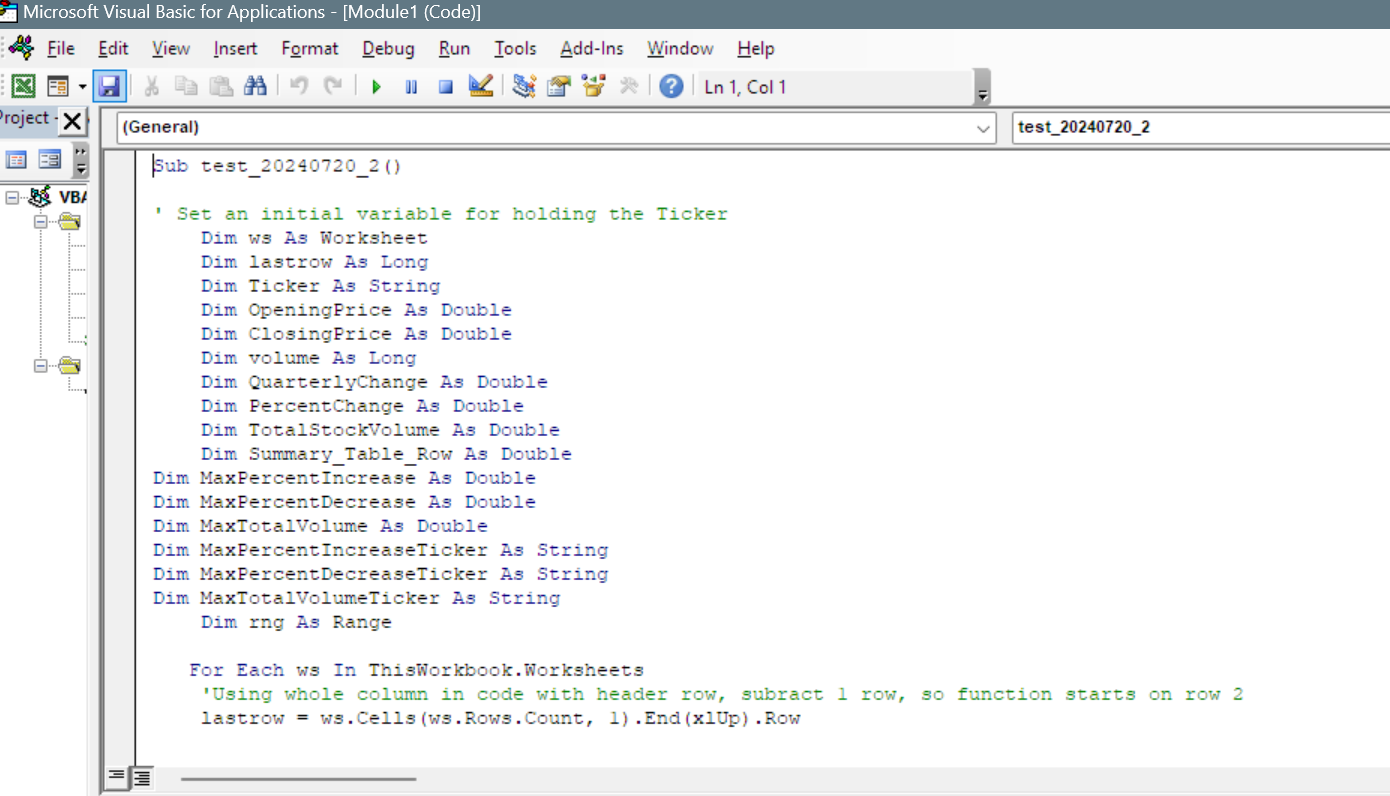 Microsoft Visual Basic for Applications - [Module1 (Code)]
File Edit View Insert Format Debug Run Tools Add-Ins Window Help
Ln 1, Col 1
Project -
(General) test_20240720_2
VBA
Sub test_20240720_2()
' Set an initial variable for holding the Ticker
Dim ws As Worksheet
Dim lastrow As Long
Dim Ticker As String
Dim OpeningPrice As Double
Dim ClosingPrice As Double
Dim volume As Long
Dim QuarterlyChange As Double
Dim PercentChange As Double
Dim TotalStockVolume As Double
Dim Summary_Table_Row As Double
Dim MaxPercentIncrease As Double
Dim MaxPercentDecrease As Double
Dim MaxTotalVolume As Double
Dim MaxPercentIncreaseTicker As String
Dim MaxPercentDecreaseTicker As String
Dim MaxTotalVolumeTicker As String
Dim rng As Range
For Each ws In ThisWorkbook.Worksheets
'Using whole column in code with header row, subract 1 row, so function starts on row 2
lastrow = ws.Cells(ws.Rows.Count, 1).End(xlUp).Row